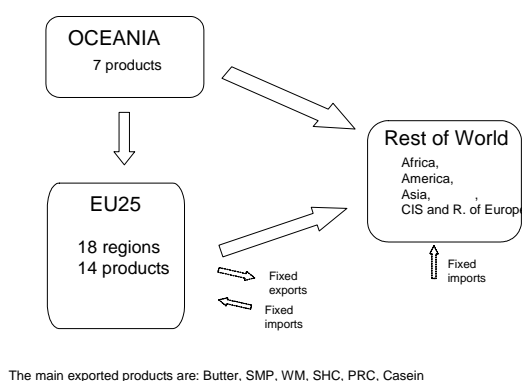 OCEANIA
7 products
EU25
18 regions
14 products
Fixed
exports
Fixed
imports
Rest of World
Africa,
America,
Asia, ,
CIS and R. of Europe
Fixed
imports
The main exported products are: Butter, SMP, WM, SHC, PRC, Casein